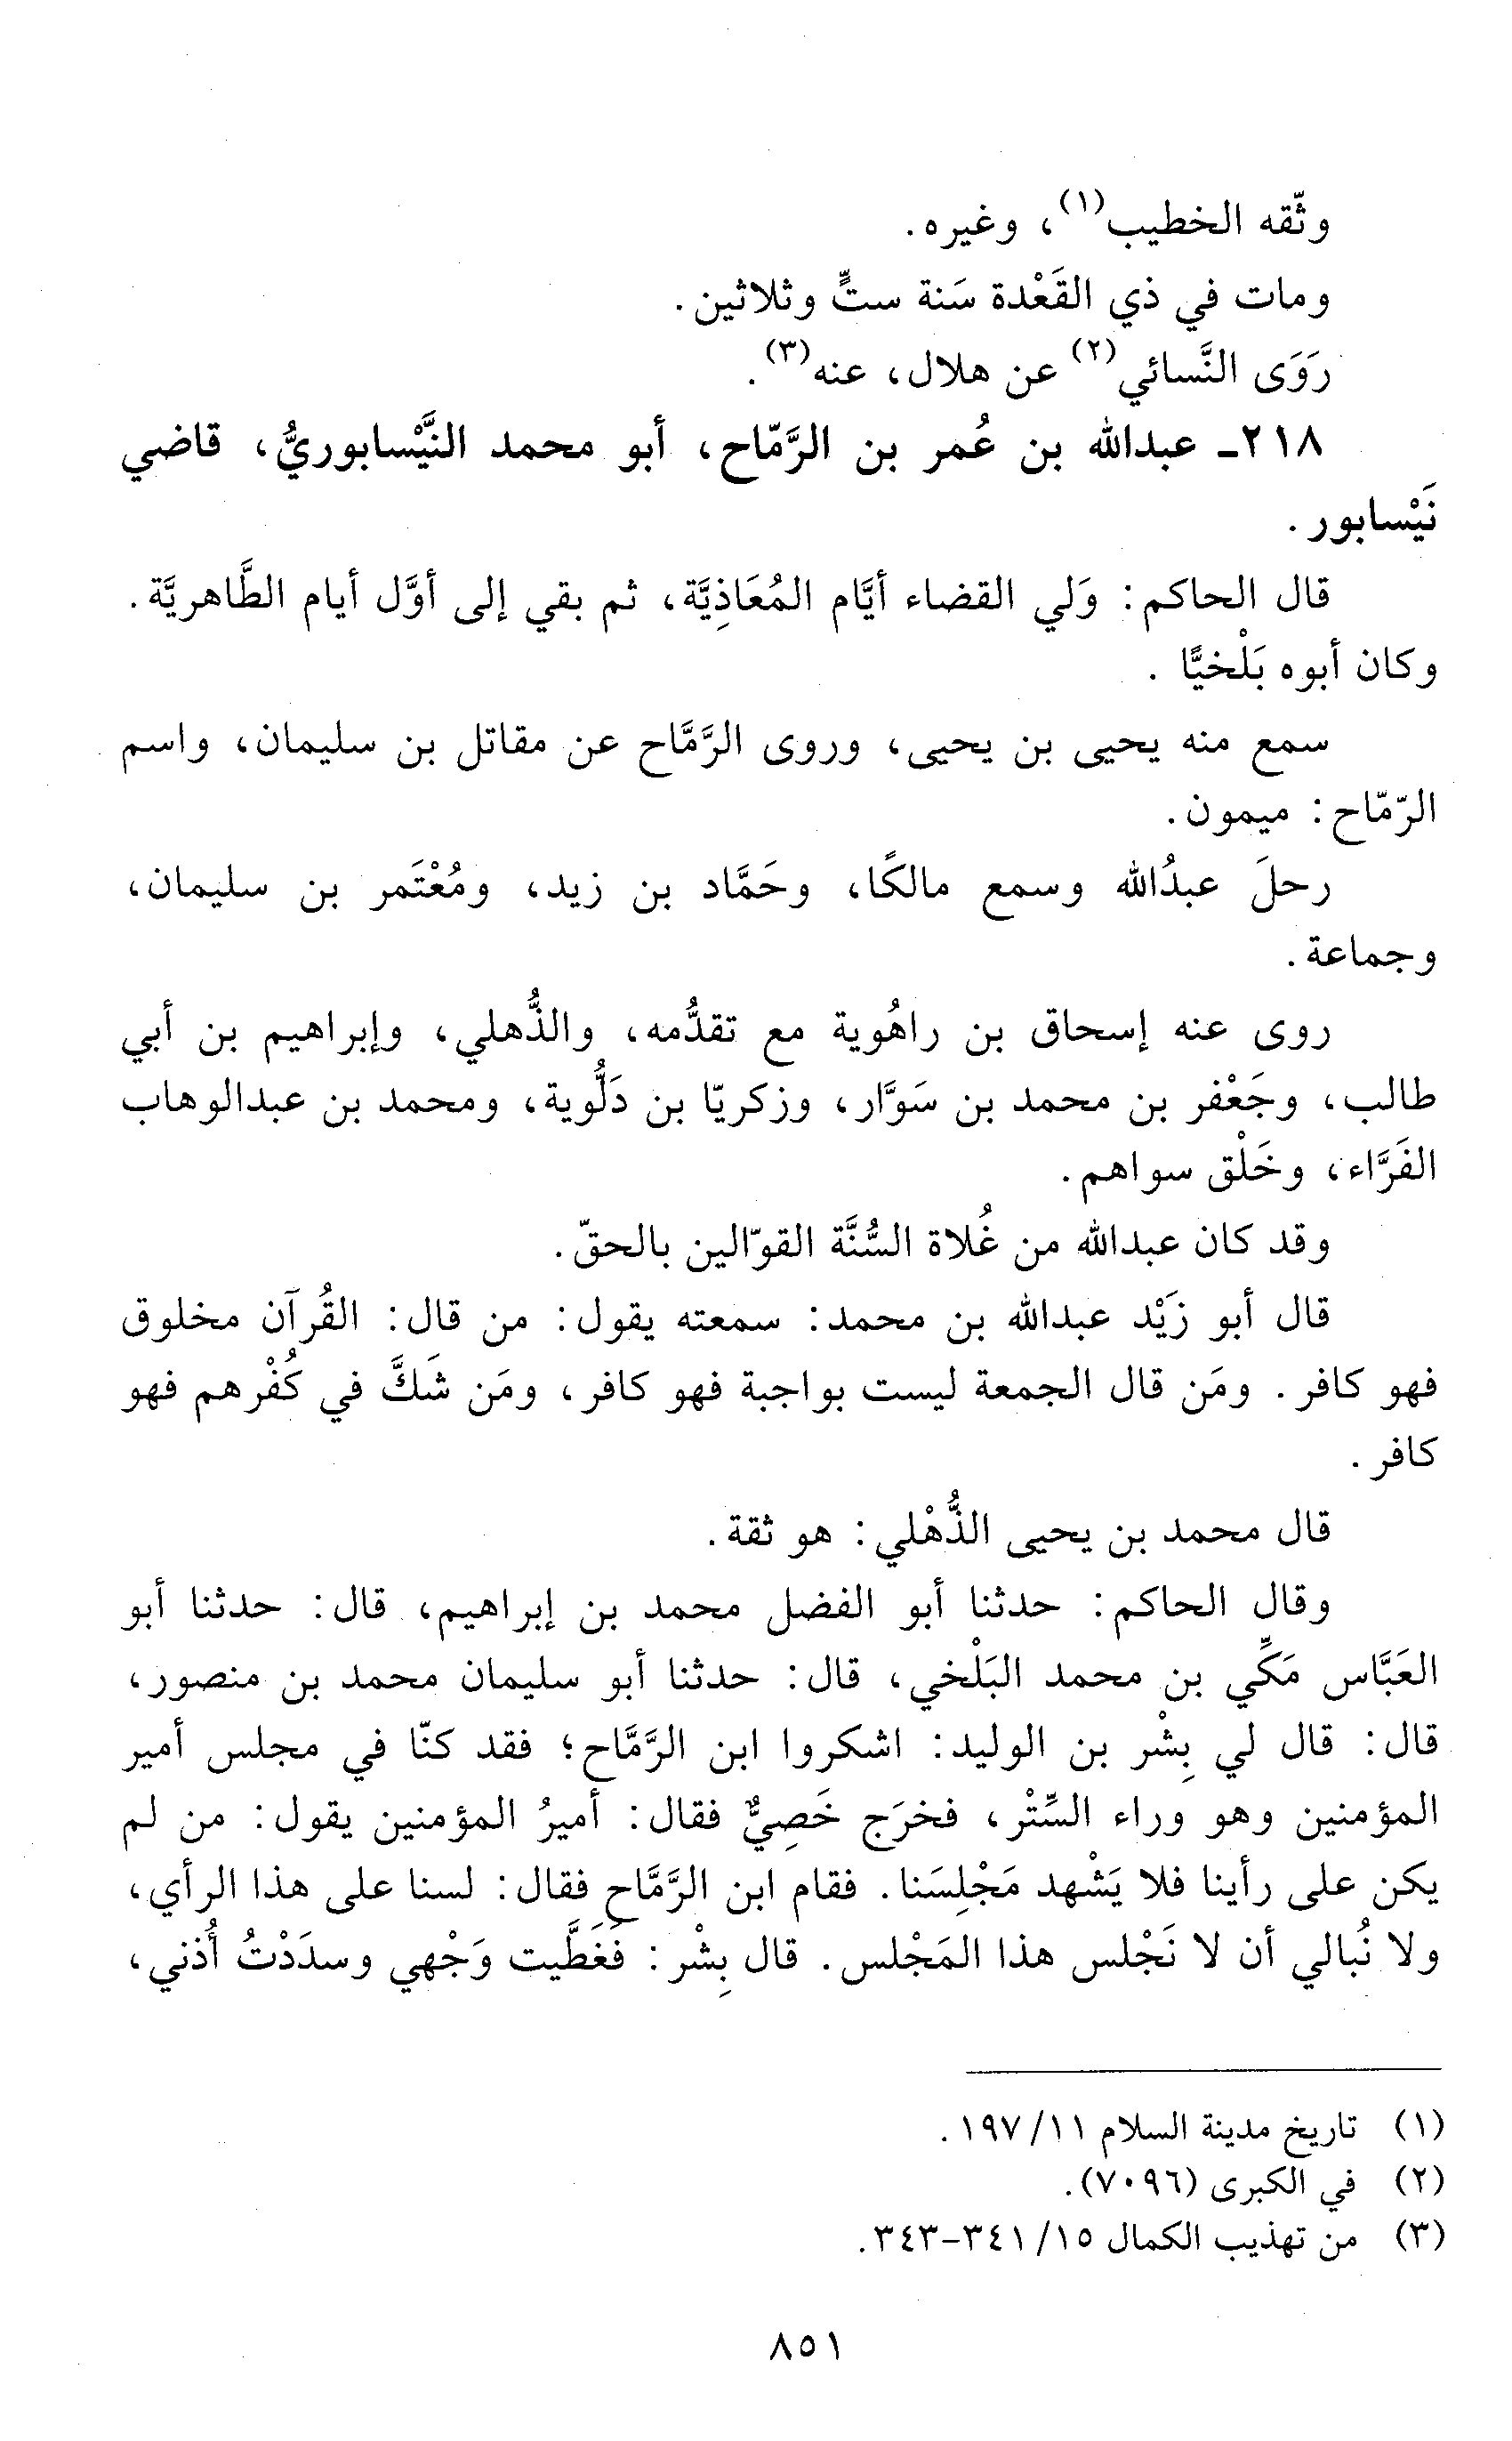 وثّقه الخطيب(١)، وغيره.
ومات في ذي القَعْدة سَنة ستٍّ وثلاثين.
رَوَى النَّسائي(٢) عن هلال، عنه(٣).
٢١٨ـ عبدالله بن عُمر بن الرَّمّاح، أبو محمد النَّيْسابوريُّ، قاضي
نَيْسابور.
قال الحاكم: وَلي القضاء أيَّام المُعَاذِيَّة، ثم بقي إلى أوَّل أيام الطَّاهريَّة.
وكان أبوه بَلْخيًّا.
سمع منه يحيى بن يحيى، وروى الرَّمَّاح عن مقاتل بن سليمان، واسم
الرّمّاح: ميمون.
رحلَ عبدُالله وسمع مالكًا، وحَمَّاد بن زيد، ومُعْتَمر بن سليمان،
وجماعة.
روى عنه إسحاق بن راهُوية مع تقدُّمه، والذُّهلي، وإبراهيم بن أبي
طالب، وجَعْفر بن محمد بن سَوَّار، وزكريّا بن دَلُّوية، ومحمد بن عبدالوهاب
الفَرَّاء، وخَلْق سواهم.
وقد كان عبدالله من غُلاة السُّنَّة القوّالين بالحقّ.
قال أبو زَيْد عبدالله بن محمد: سمعته يقول: من قال: القُرآن مخلوق
فهو كافر. ومَن قال الجمعة ليست بواجبة فهو كافر، ومَن شَكَّ في كُفْرهم فهو
كافر.
قال محمد بن يحيى الذُّهْلي: هو ثقة.
وقال الحاكم: حدثنا أبو الفضل محمد بن إبراهيم، قال: حدثنا أبو
العَبَّاس مَكِّي بن محمد البَلْخي، قال: حدثنا أبو سليمان محمد بن منصور،
قال: قال لي بِشْر بن الوليد: اشكروا ابن الرَّمَّاح؛ فقد كنّا في مجلس أمير
المؤمنين وهو وراء السِّتْر، فخرَج خَصِيٌّ فقال: أميرُ المؤمنين يقول: من لم
يكن على رأينا فلا يَشْهد مَجْلِسَنا. فقام ابن الرَّمَّاح فقال: لسنا على هذا الرأي،
ولا نُبالي أن لا نَجْلس هذا المَجْلس. قال بِشْر: فَغَطَّيت وَجْهي وسدَدْتُ أُذني،
(١) تاريخ مدينة السلام ١١/ ١٩٧.
(٢) في الكبرى (٧٠٩٦).
(٣) من تهذيب الكمال ١٥/ ٣٤١-٣٤٣.
٨٥١